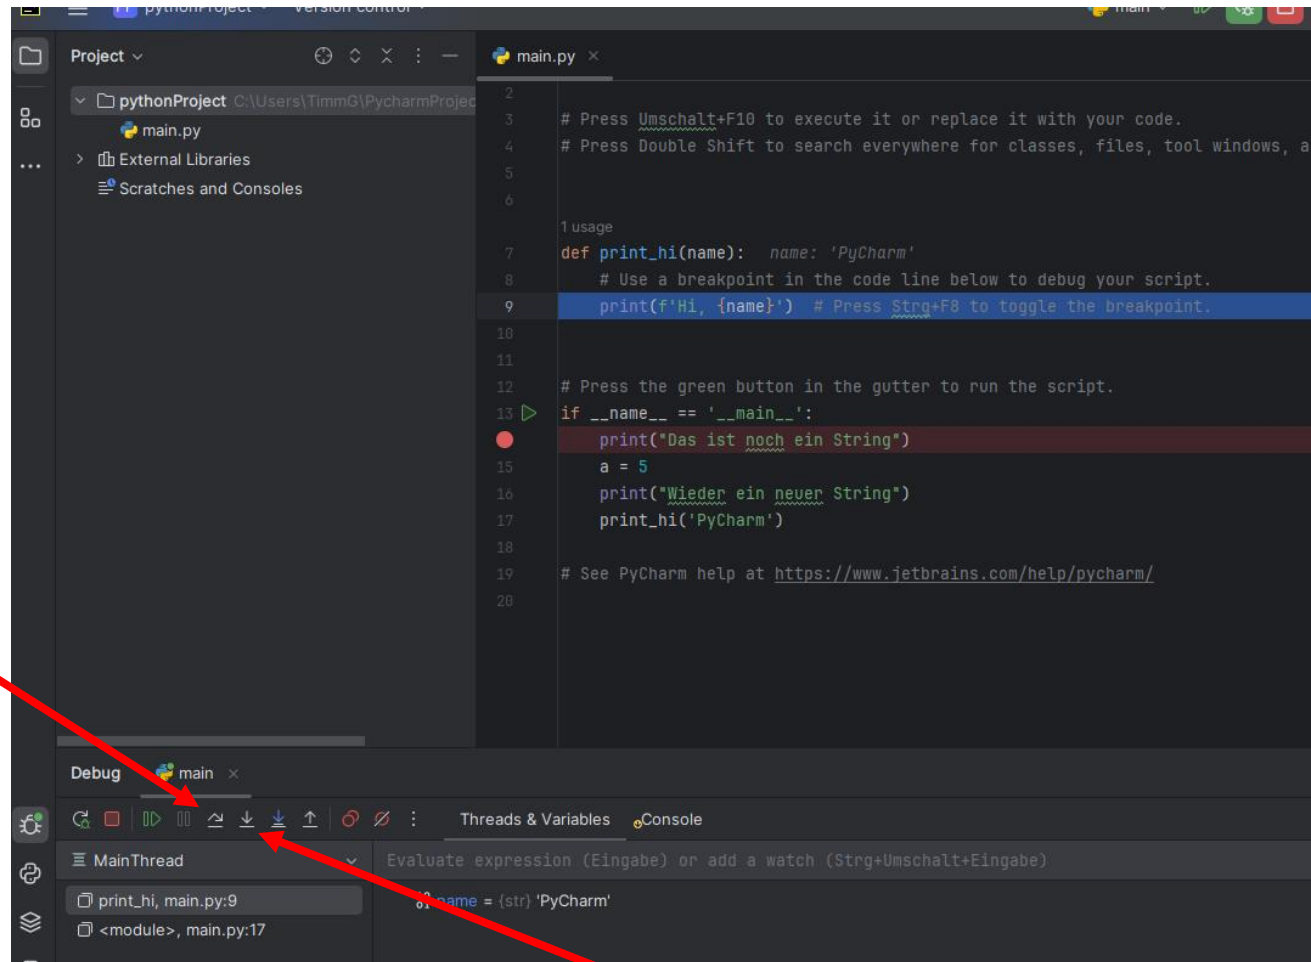 pythonProject Version control main
Project
main.py
pythonProject C:\Users\TimmG\PycharmProjec
main.py
External Libraries
Scratches and Consoles
2
3 # Press Umschalt+F10 to execute it or replace it with your code.
4 # Press Double Shift to search everywhere for classes, files, tool windows, a
5
6
1 usage
7 def print_hi(name): name: 'PyCharm'
8 # Use a breakpoint in the code line below to debug your script.
9 print(f'Hi, {name}') # Press Strg+F8 to toggle the breakpoint.
10
11
12 # Press the green button in the gutter to run the script.
13 if __name__ == '__main__':
print("Das ist noch ein String")
15 a = 5
16 print("Wieder ein neuer String")
17 print_hi('PyCharm')
18
19 # See PyCharm help at https://www.jetbrains.com/help/pycharm/
20
Debug main
Threads & Variables Console
MainThread
Evaluate expression (Eingabe) or add a watch (Strg+Umschalt+Eingabe)
print_hi, main.py:9
name = {str} 'PyCharm'
<module>, main.py:17